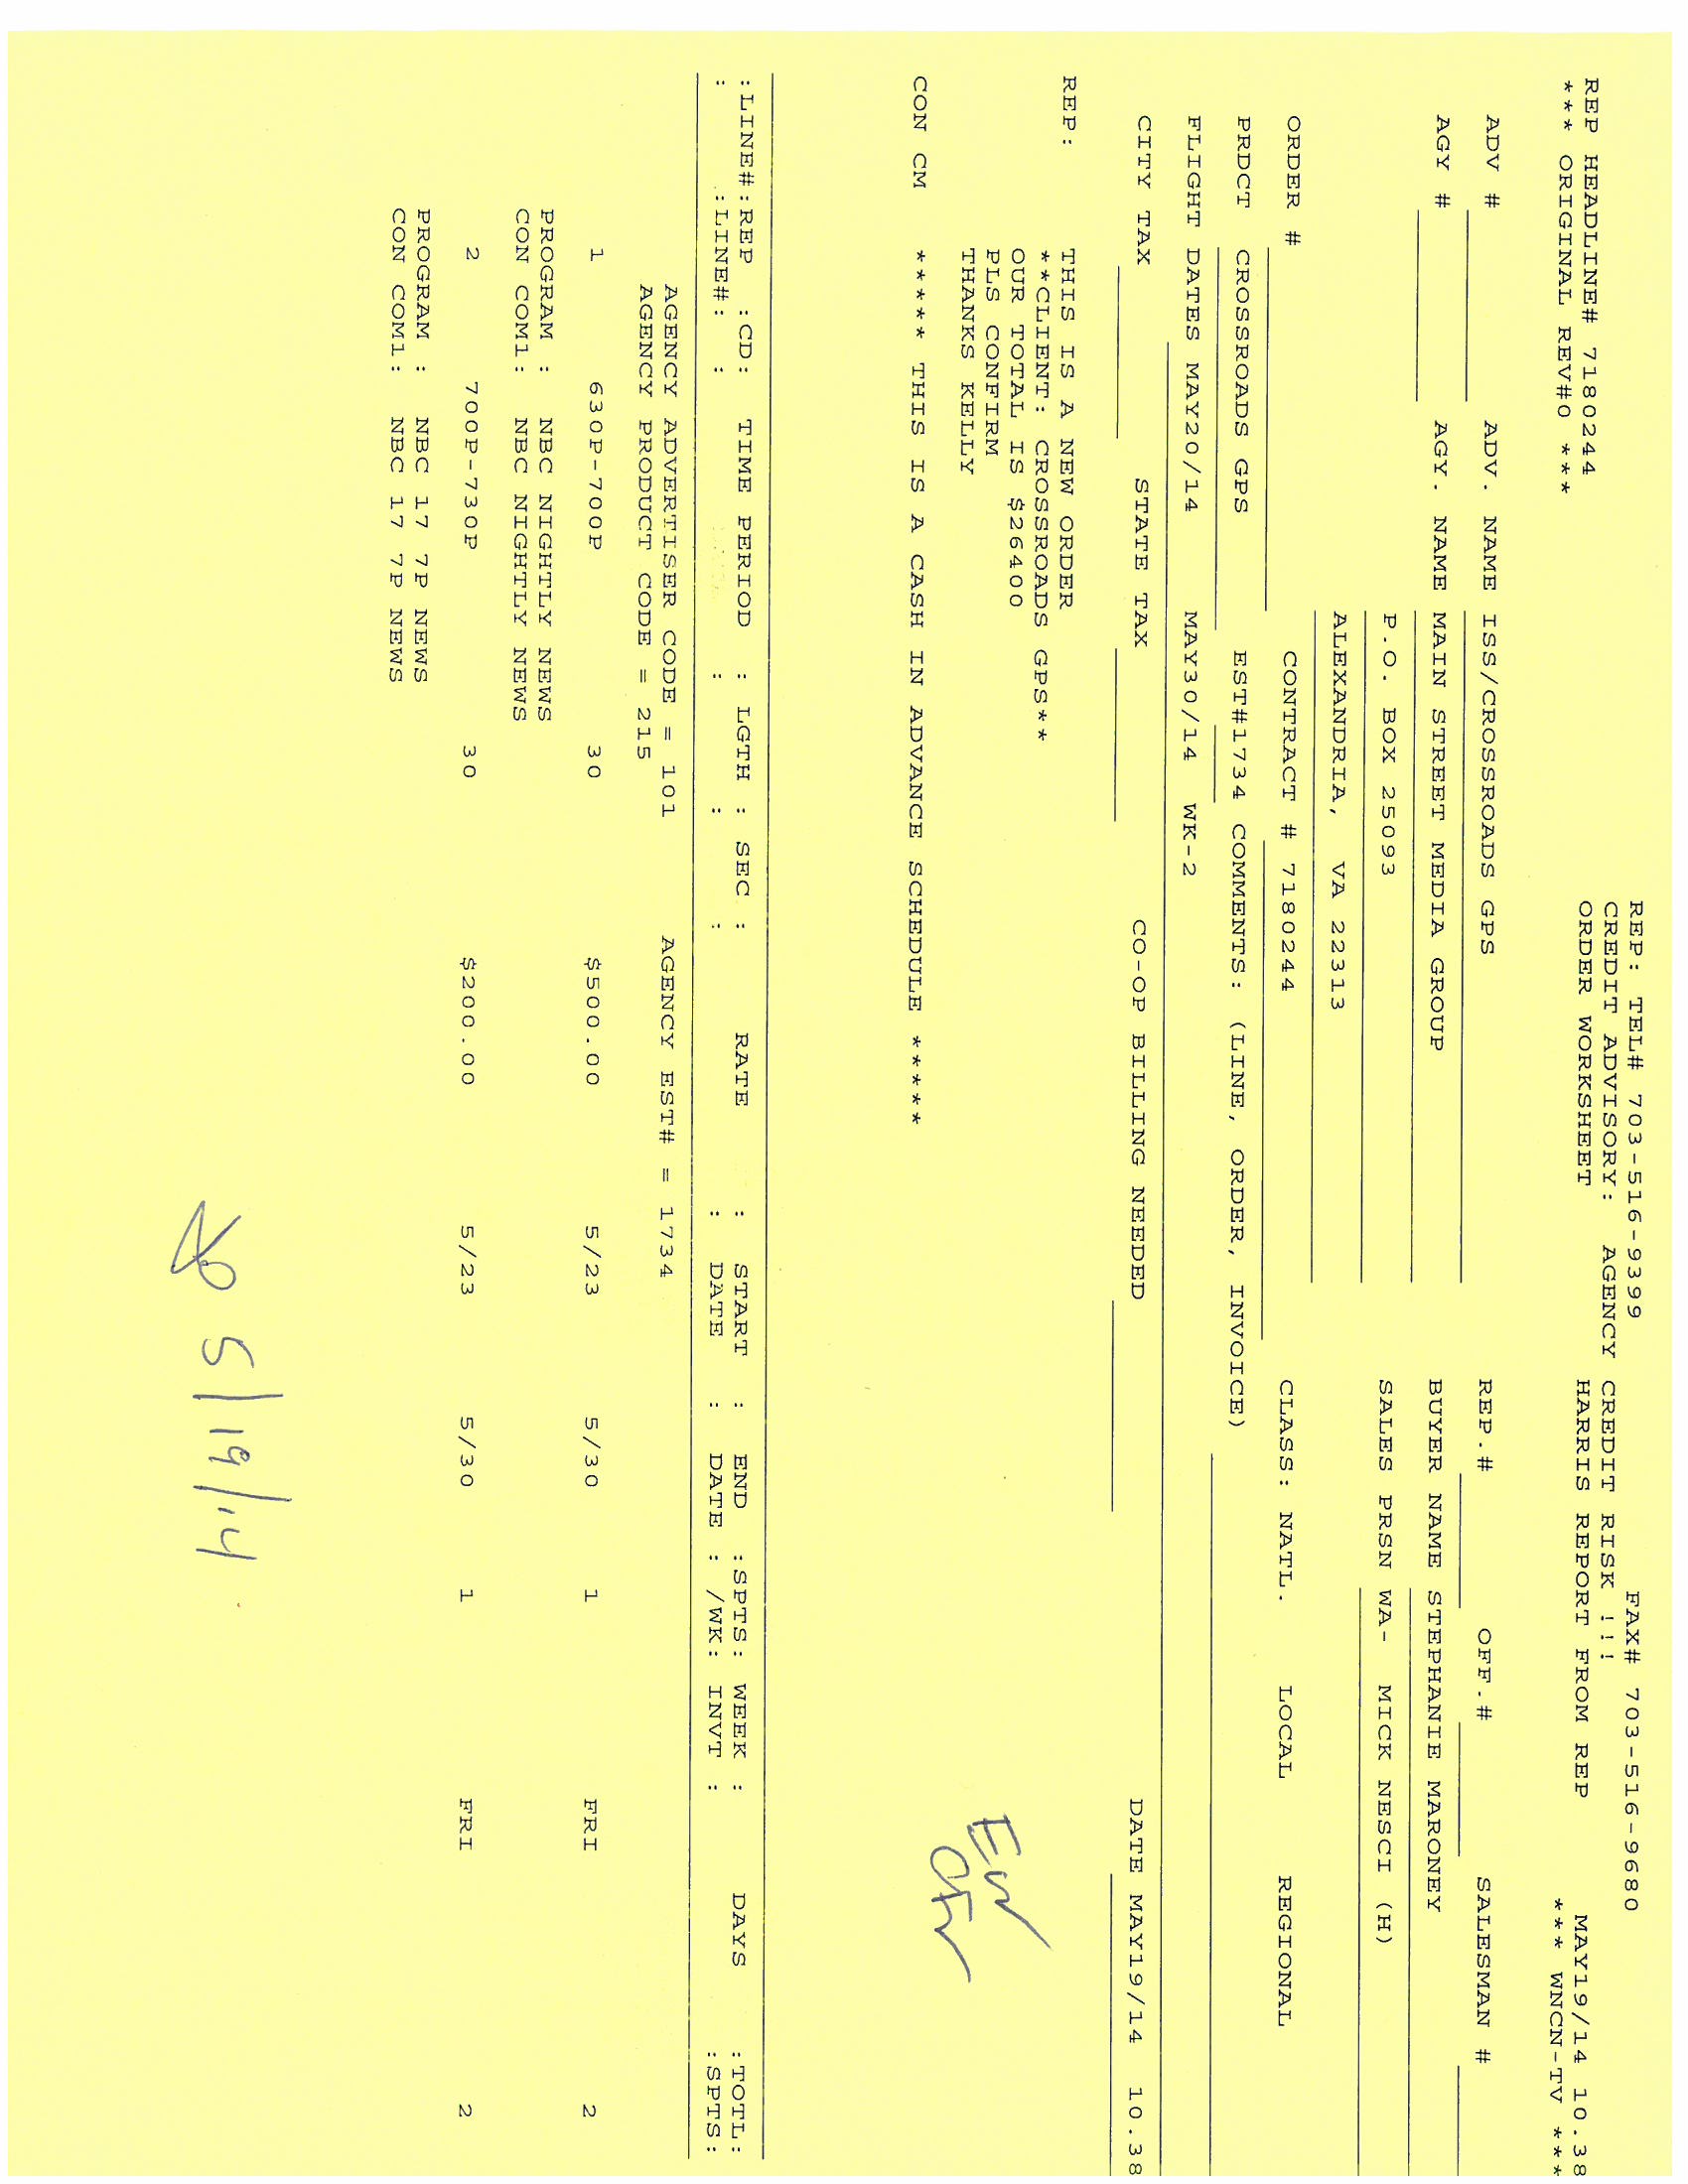 REP: TEL# 703-516-9399 FAX# 703-516-9680
CREDIT ADVISORY: AGENCY CREDIT RISK !!!
REP HEADLINE# 7180244 ORDER WORKSHEET HARRIS REPORT FROM REP MAY19/14 10.38
*** ORIGINAL REV#0 *** *** WNCN-TV ***
ADV # ADV. NAME ISS/CROSSROADS GPS REP.# OFF.# SALESMAN #
AGY # AGY. NAME MAIN STREET MEDIA GROUP BUYER NAME STEPHANIE MARONEY
P.O. BOX 25093 SALES PRSN WA- MICK NESCI (H)
ALEXANDRIA, VA 22313
ORDER # CONTRACT # 7180244 CLASS: NATL. LOCAL REGIONAL
PRDCT CROSSROADS GPS EST#1734 COMMENTS: (LINE, ORDER, INVOICE)
FLIGHT DATES MAY20/14 MAY30/14 WK-2
CITY TAX STATE TAX CO-OP BILLING NEEDED DATE MAY19/14 10.38
REP: THIS IS A NEW ORDER
**CLIENT: CROSSROADS GPS**
OUR TOTAL IS $26400
PLS CONFIRM
THANKS KELLY
CON CM ***** THIS IS A CASH IN ADVANCE SCHEDULE *****
:LINE#:REP :CD: TIME PERIOD : LGTH : SEC : RATE : START : END :SPTS: WEEK : DAYS :TOTL:
: :LINE#: : : : : : DATE : DATE : /WK: INVT : :SPTS:
AGENCY ADVERTISER CODE = 101 AGENCY EST# = 1734
AGENCY PRODUCT CODE = 215
1 630P-700P 30 $500.00 5/23 5/30 1 FRI 2
PROGRAM : NBC NIGHTLY NEWS
CON COM1: NBC NIGHTLY NEWS
2 700P-730P 30 $200.00 5/23 5/30 1 FRI 2
PROGRAM : NBC 17 7P NEWS
CON COM1: NBC 17 7P NEWS
5/19/14